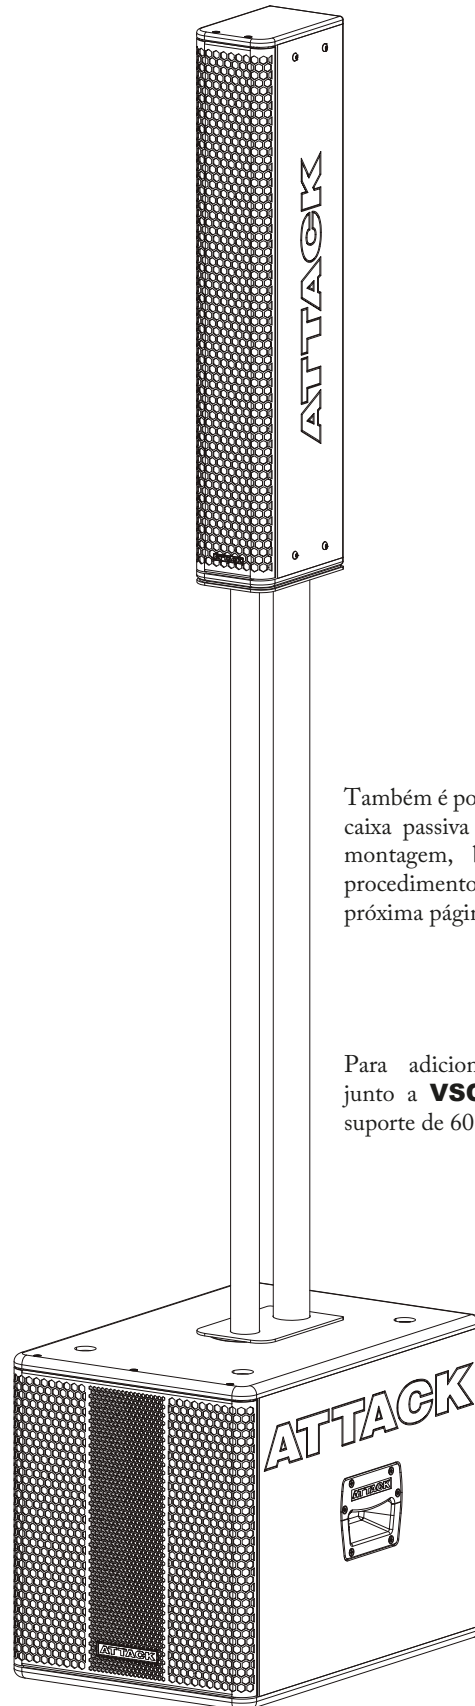 ATTACK
Também é po
caixa passiva
montagem,
procedimento
próxima págin
Para adicion
junto a VSC
suporte de 60
ATTACK
ATTACK
ATTACK